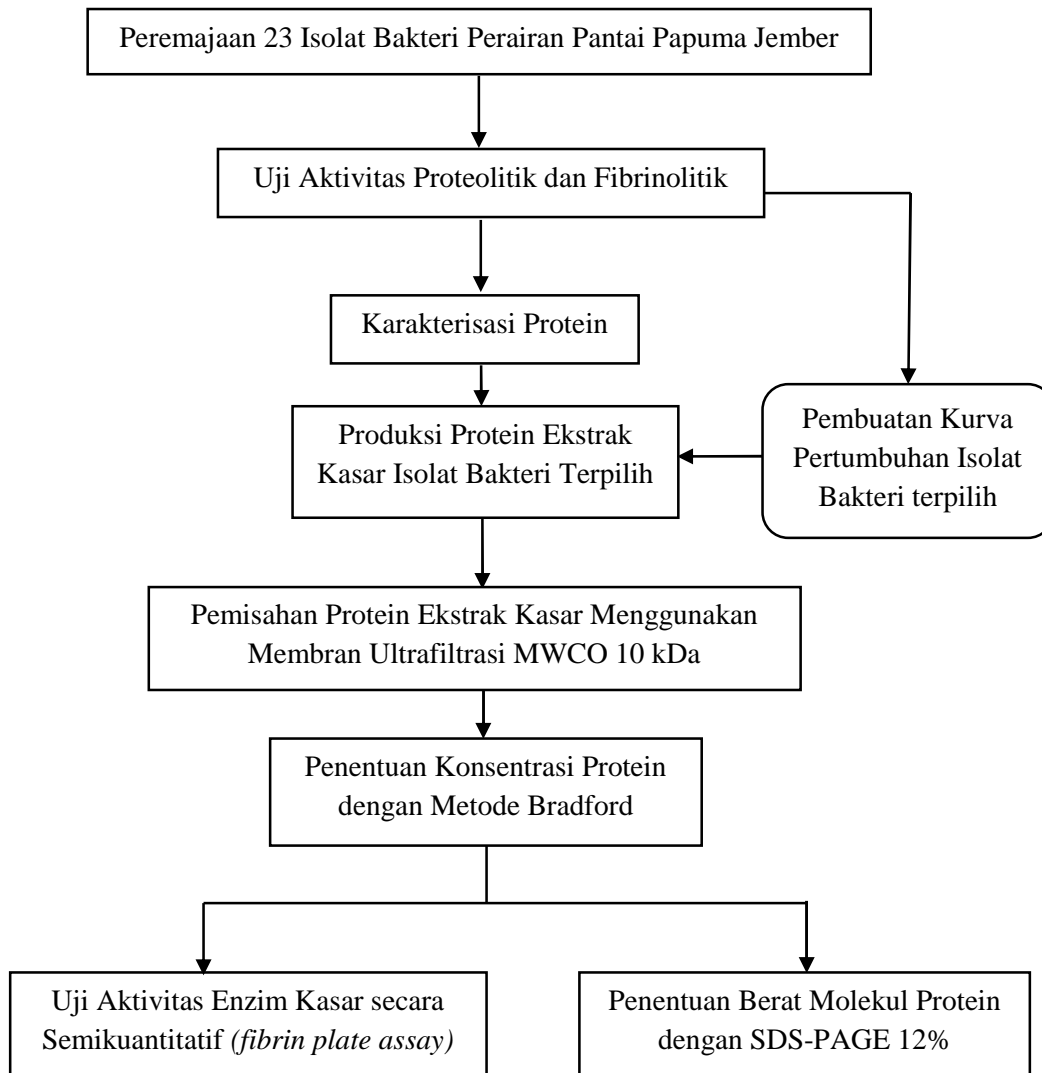 Peremajaan 23 Isolat Bakteri Perairan Pantai Papuma Jember
Uji Aktivitas Proteolitik dan Fibrinolitik
Karakterisasi Protein
Produksi Protein Ekstrak
Kasar Isolat Bakteri Terpilih
Pembuatan Kurva
Pertumbuhan Isolat
Bakteri terpilih
Pemisahan Protein Ekstrak Kasar Menggunakan
Membran Ultrafiltrasi MWCO 10 kDa
Penentuan Konsentrasi Protein
dengan Metode Bradford
Uji Aktivitas Enzim Kasar secara
Semikuantitatif (fibrin plate assay)
Penentuan Berat Molekul Protein
dengan SDS-PAGE 12%